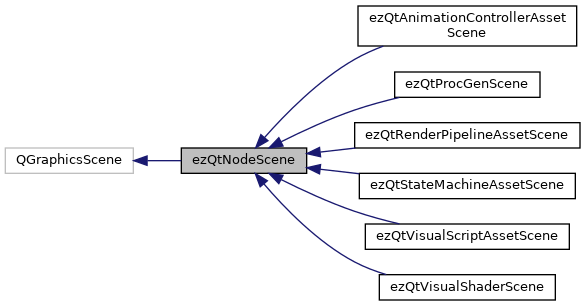 ezQtAnimationControllerAsset
Scene
ezQtProcGenScene
ezQtRenderPipelineAssetScene
QGraphicsScene
ezQtNodeScene
ezQtStateMachineAssetScene
ezQtVisualScriptAssetScene
ezQtVisualShaderScene